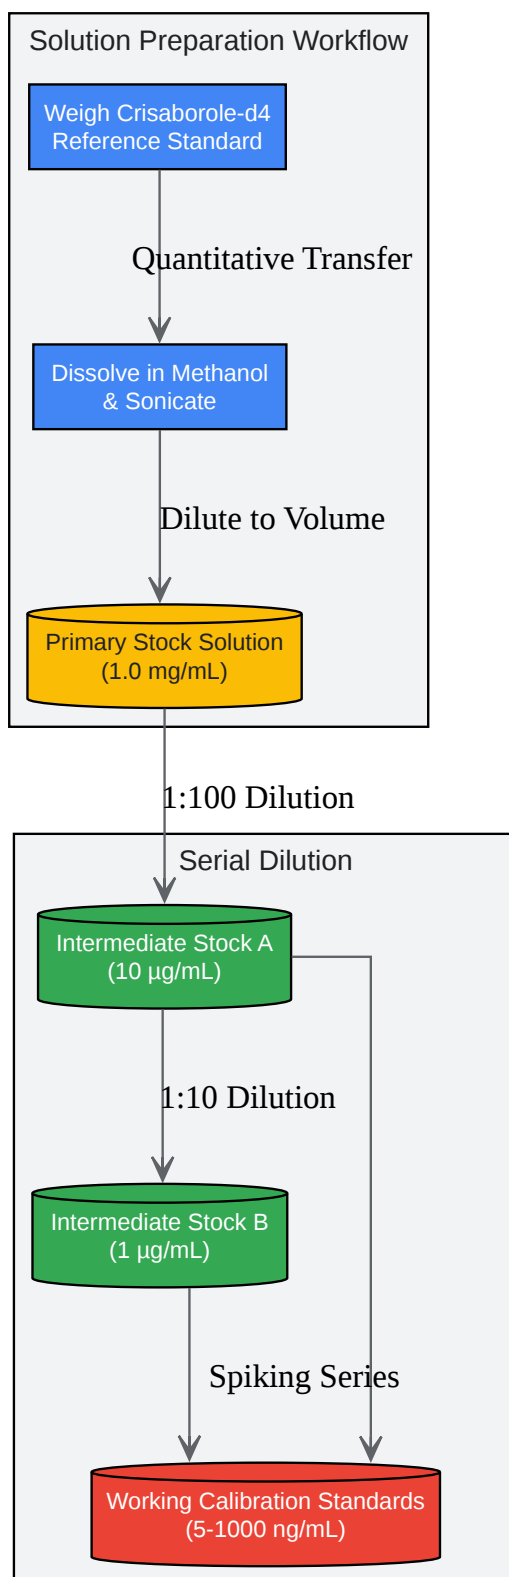 Solution Preparation Workflow
Weigh Crisaborole-d4
Reference Standard
Quantitative Transfer
Dissolve in Methanol
& Sonicate
Dilute to Volume
Primary Stock Solution
(1.0 mg/mL)
1:100 Dilution
Serial Dilution
Intermediate Stock A
(10 µg/mL)
1:10 Dilution
Intermediate Stock B
(1 µg/mL)
Spiking Series
Working Calibration Standards
(5-1000 ng/mL)